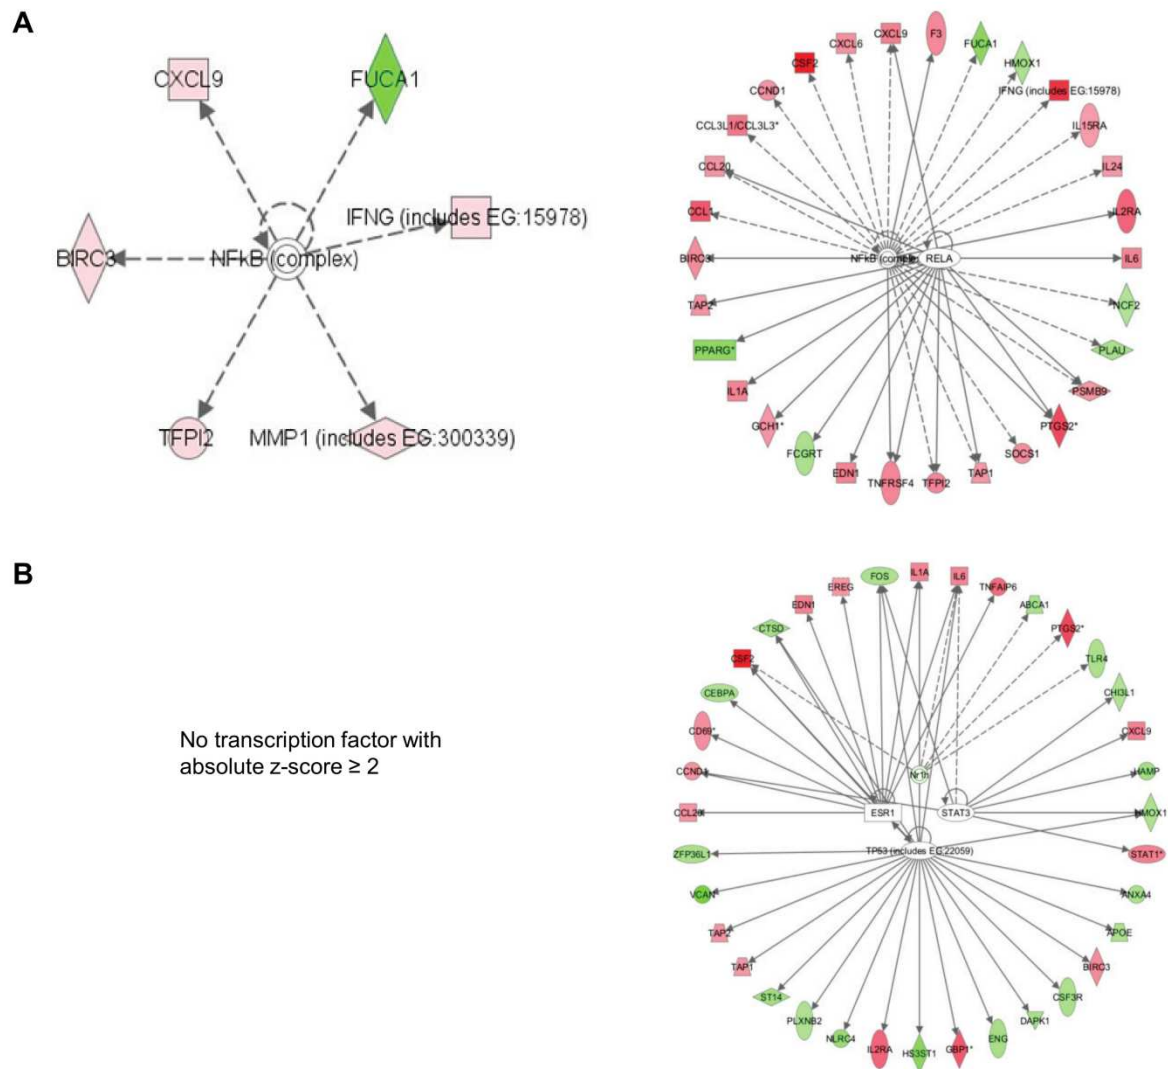 A
CXCL9
FUCA1
IFNG (includes EG:15978)
BIRC3
NFkB (complex)
TFPI2
MMP1 (includes EG:300339)
F3
CXCL9
FUCA1
CXCL6
HMOX1
CSF2
IFNG (includes EG:15978)
CCND1
IL15RA
CCL3L1/CCL3L3*
CCL20
IL24
CCL1
IL2RA
BIRC3
NFkB (complex)
RELA
IL6
TAP2
NCF2
PPARG*
PLAU
IL1A
PSMB9
GCH1*
PTGS2*
FCGRT
SOCS1
EDN1
TAP1
TNFRSF4
TFPI2
B
No transcription factor with
absolute z-score ≥ 2
FOS
IL1A
IL6
EREG
TNFAIP6
EDN1
ABCA1
CTSD
PTGS2*
CSF2
TLR4
CEBPA
CHI3L1
CD69*
CXCL9
CCND1
Nr1h
HAMP
CCL20
ESR1
STAT3
HMOX1
ZFP36L1
TP53 (includes EG:22059)
STAT1*
VCAN
ANXA4
TAP2
APOE
TAP1
BIRC3
ST14
CSF3R
PLXNB2
DAPK1
NLRC4
ENG
IL2RA
HS3ST1
GBP1*